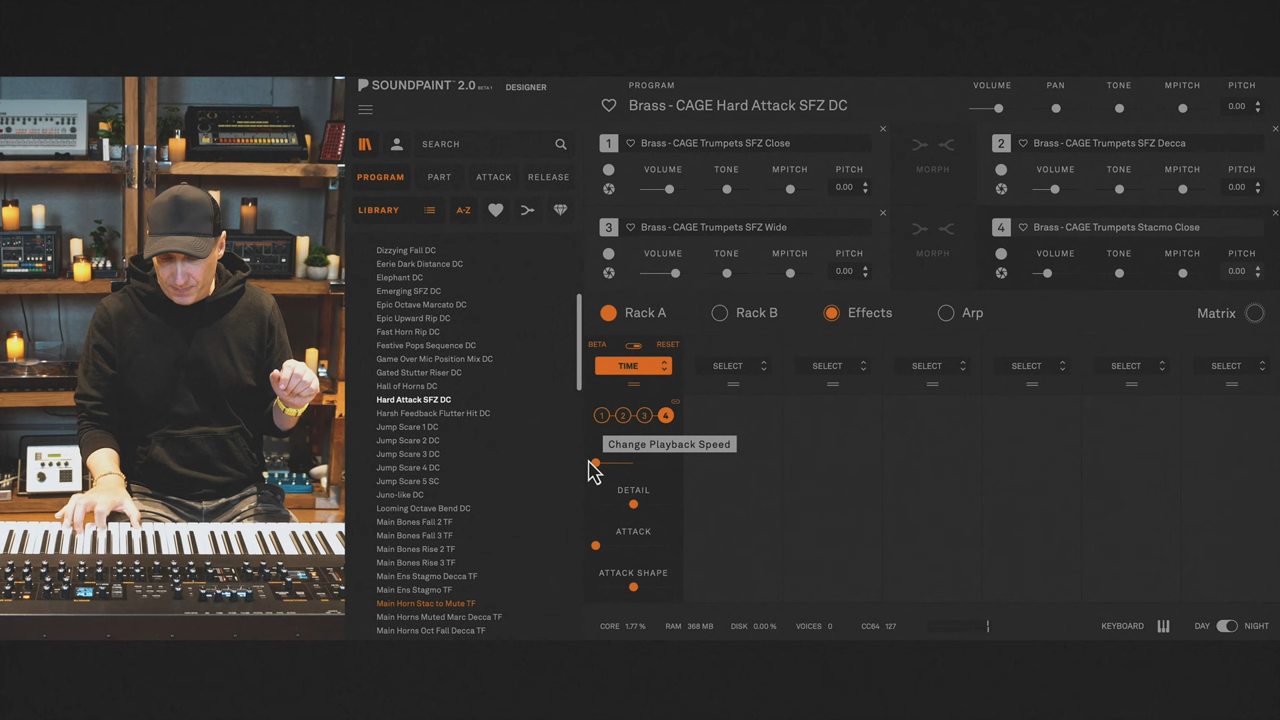 SOUNDPAINT™ 2.0 BETA 1 DESIGNER
PROGRAM
Brass - CAGE Hard Attack SFZ DC
VOLUME PAN TONE MPITCH PITCH
0.00
SEARCH
PROGRAM PART ATTACK RELEASE
LIBRARY A-Z
Dizzying Fall DC
Eerie Dark Distance DC
Elephant DC
Emerging SFZ DC
Epic Octave Marcato DC
Epic Upward Rip DC
Fast Horn Rip DC
Festive Pops Sequence DC
Game Over Mic Position Mix DC
Gated Stutter Riser DC
Hall of Horns DC
Hard Attack SFZ DC
Harsh Feedback Flutter Hit DC
Jump Scare 1 DC
Jump Scare 2 DC
Jump Scare 3 DC
Jump Scare 4 DC
Jump Scare 5 SC
Juno-like DC
Looming Octave Bend DC
Main Bones Fall 2 TF
Main Bones Fall 3 TF
Main Bones Rise 2 TF
Main Bones Rise 3 TF
Main Ens Stagmo Decca TF
Main Ens Stagmo TF
Main Horn Stac to Mute TF
Main Horns Muted Marc Decca TF
Main Horns Oct Fall Decca TF
1 Brass - CAGE Trumpets SFZ Close
VOLUME TONE MPITCH PITCH
0.00
MORPH
2 Brass - CAGE Trumpets SFZ Decca
VOLUME TONE MPITCH PITCH
0.00
3 Brass - CAGE Trumpets SFZ Wide
VOLUME TONE MPITCH PITCH
0.00
MORPH
4 Brass - CAGE Trumpets Stacmo Close
VOLUME TONE MPITCH PITCH
0.00
Rack A Rack B Effects Arp Matrix
BETA RESET
TIME SELECT SELECT SELECT SELECT SELECT SELECT
1 2 3 4
Change Playback Speed
DETAIL
ATTACK
ATTACK SHAPE
CORE 1.77 % RAM 368 MB DISK 0.00 % VOICES 0 CC64 127
KEYBOARD DAY NIGHT